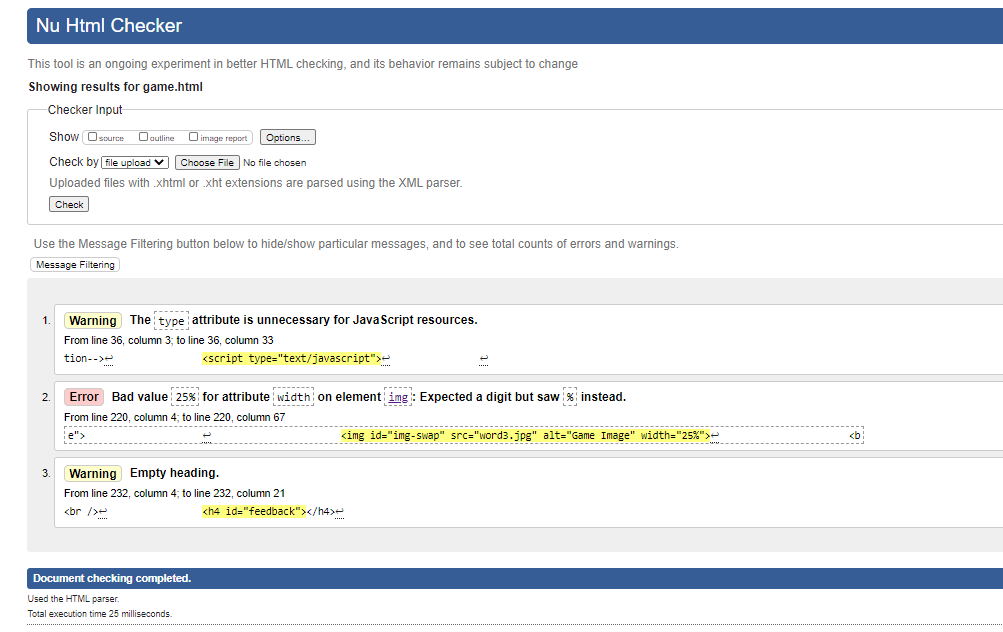 Nu Html Checker
This tool is an ongoing experiment in better HTML checking, and its behavior remains subject to change
Showing results for game.html
Checker Input
Show source outline image report Options...
Check by file upload Choose File No file chosen
Uploaded files with .xhtml or .xht extensions are parsed using the XML parser.
Check
Use the Message Filtering button below to hide/show particular messages, and to see total counts of errors and warnings.
Message Filtering
1. Warning The type attribute is unnecessary for JavaScript resources.
From line 36, column 3; to line 36, column 33
tion-->↩ <script type="text/javascript">↩ ↩
2. Error Bad value 25% for attribute width on element img: Expected a digit but saw % instead.
From line 220, column 4; to line 220, column 67
e"> ↩ <img id="img-swap" src="word3.jpg" alt="Game Image" width="25%">↩ <b
3. Warning Empty heading.
From line 232, column 4; to line 232, column 21
<br />↩ <h4 id="feedback"></h4>↩
Document checking completed.
Used the HTML parser.
Total execution time 25 milliseconds.